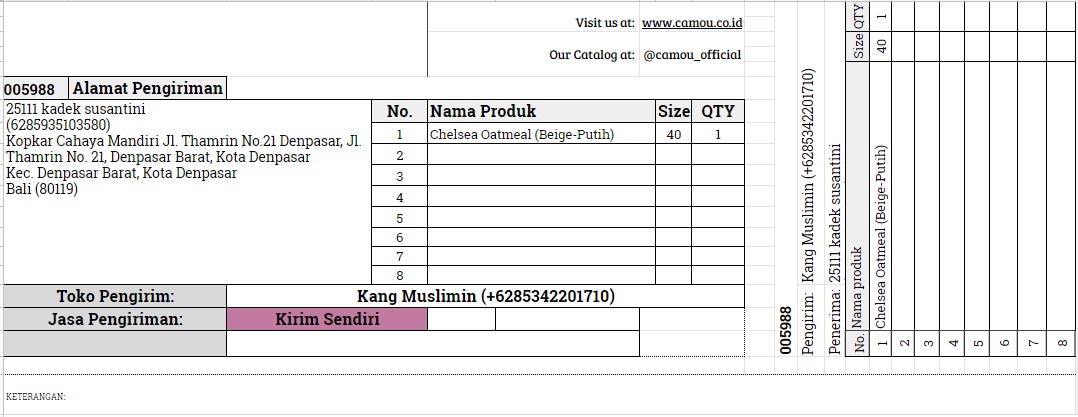 Visit us at: www.camou.co.id
Our Catalog at: @camou_official
005988 Alamat Pengiriman
25111 kadek susantini
(6285935103580)
Kopkar Cahaya Mandiri Jl. Thamrin No.21 Denpasar, Jl.
Thamrin No. 21, Denpasar Barat, Kota Denpasar
Kec. Denpasar Barat, Kota Denpasar
Bali (80119)
No. Nama Produk Size QTY
1 Chelsea Oatmeal (Beige-Putih) 40 1
2
3
4
5
6
7
8
Toko Pengirim: Kang Muslimin (+6285342201710)
Jasa Pengiriman: Kirim Sendiri
KETERANGAN:
005988
Pengirim: Kang Muslimin (+6285342201710)
Penerima: 25111 kadek susantini
No. Nama produk Size QTY
1 Chelsea Oatmeal (Beige-Putih) 40 1
2
3
4
5
6
7
8